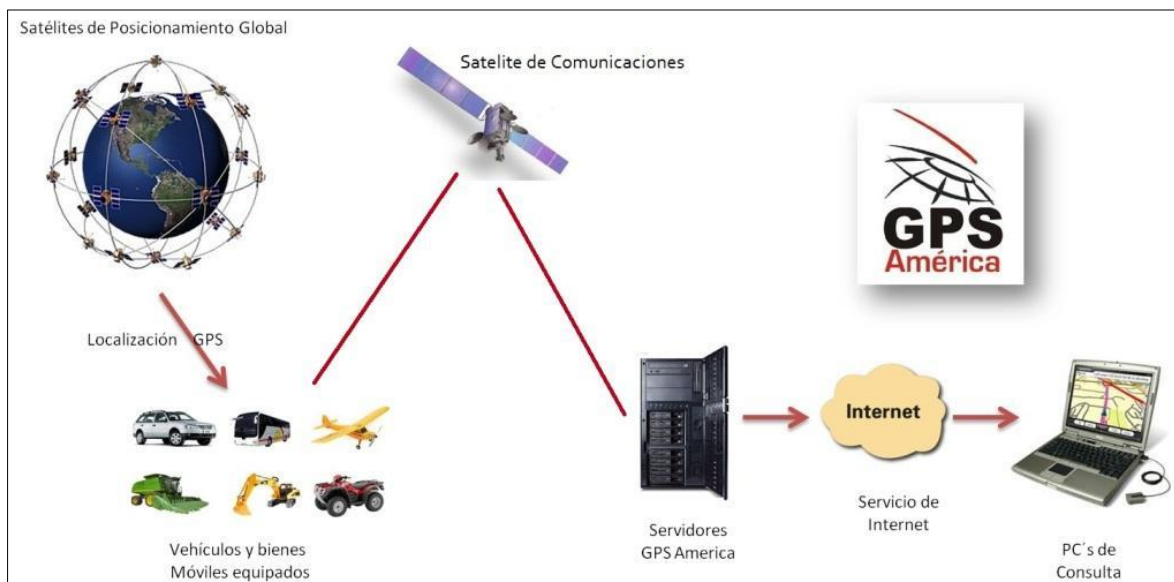 Satélites de Posicionamiento Global
Satelite de Comunicaciones
GPS
América
Localización GPS
Internet
Vehículos y bienes
Móviles equipados
Servidores
GPS America
Servicio de
Internet
PC´s de
Consulta